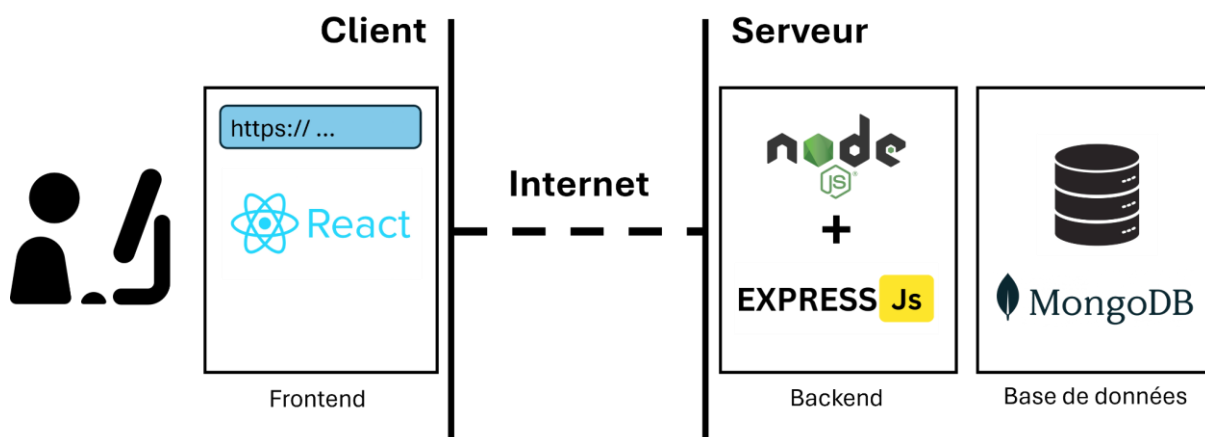 Client
Serveur
https:// ...
React
Frontend
Internet
node
JS
+
EXPRESS Js
Backend
MongoDB
Base de données